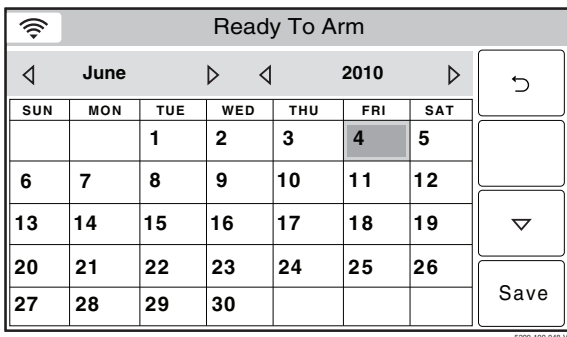 Ready To Arm
June 2010
SUN MON TUE WED THU FRI SAT
1 2 3 4 5
6 7 8 9 10 11 12
13 14 15 16 17 18 19
20 21 22 23 24 25 26
27 28 29 30
Save